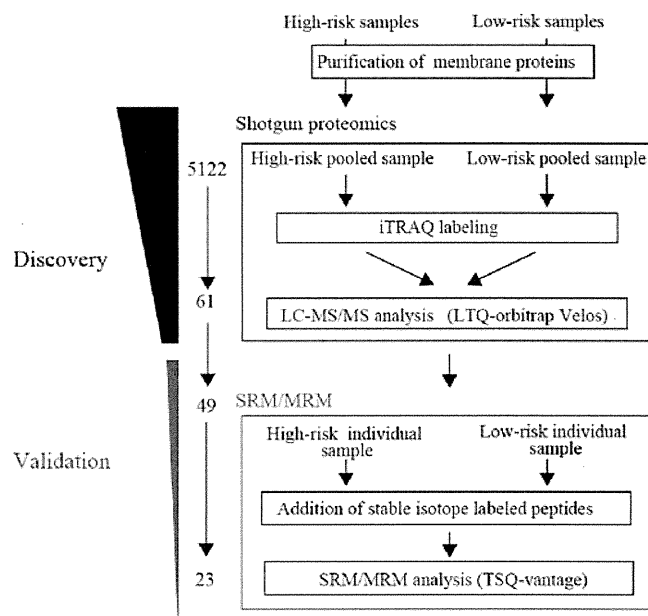 High-risk samples Low-risk samples
Purification of membrane proteins
Shotgun proteomics
5122
High-risk pooled sample Low-risk pooled sample
iTRAQ labeling
Discovery
61
LC-MS/MS analysis (LTQ-orbitrap Velos)
49
SRM/MRM
High-risk individual sample
Low-risk individual sample
Validation
Addition of stable isotope labeled peptides
23
SRM/MRM analysis (TSQ-vantage)